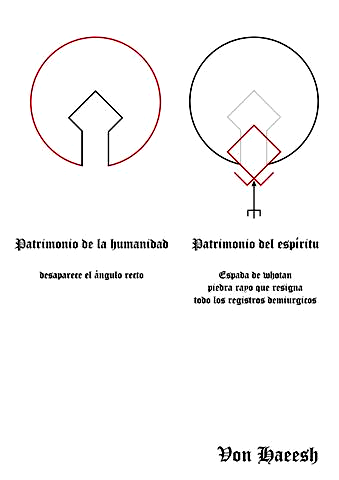 Patrimonio de la humanidad
desaparece el ángulo recto
Patrimonio del espíritu
Espada de whotan
piedra rayo que resigna
todo los registros demiurgicos
Von Haeesh